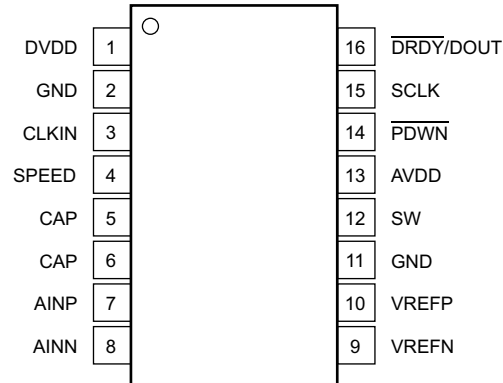 DVDD 1 16 DRDY/DOUT
GND 2 15 SCLK
CLKIN 3 14 PDWN
SPEED 4 13 AVDD
CAP 5 12 SW
CAP 6 11 GND
AINP 7 10 VREFP
AINN 8 9 VREFN